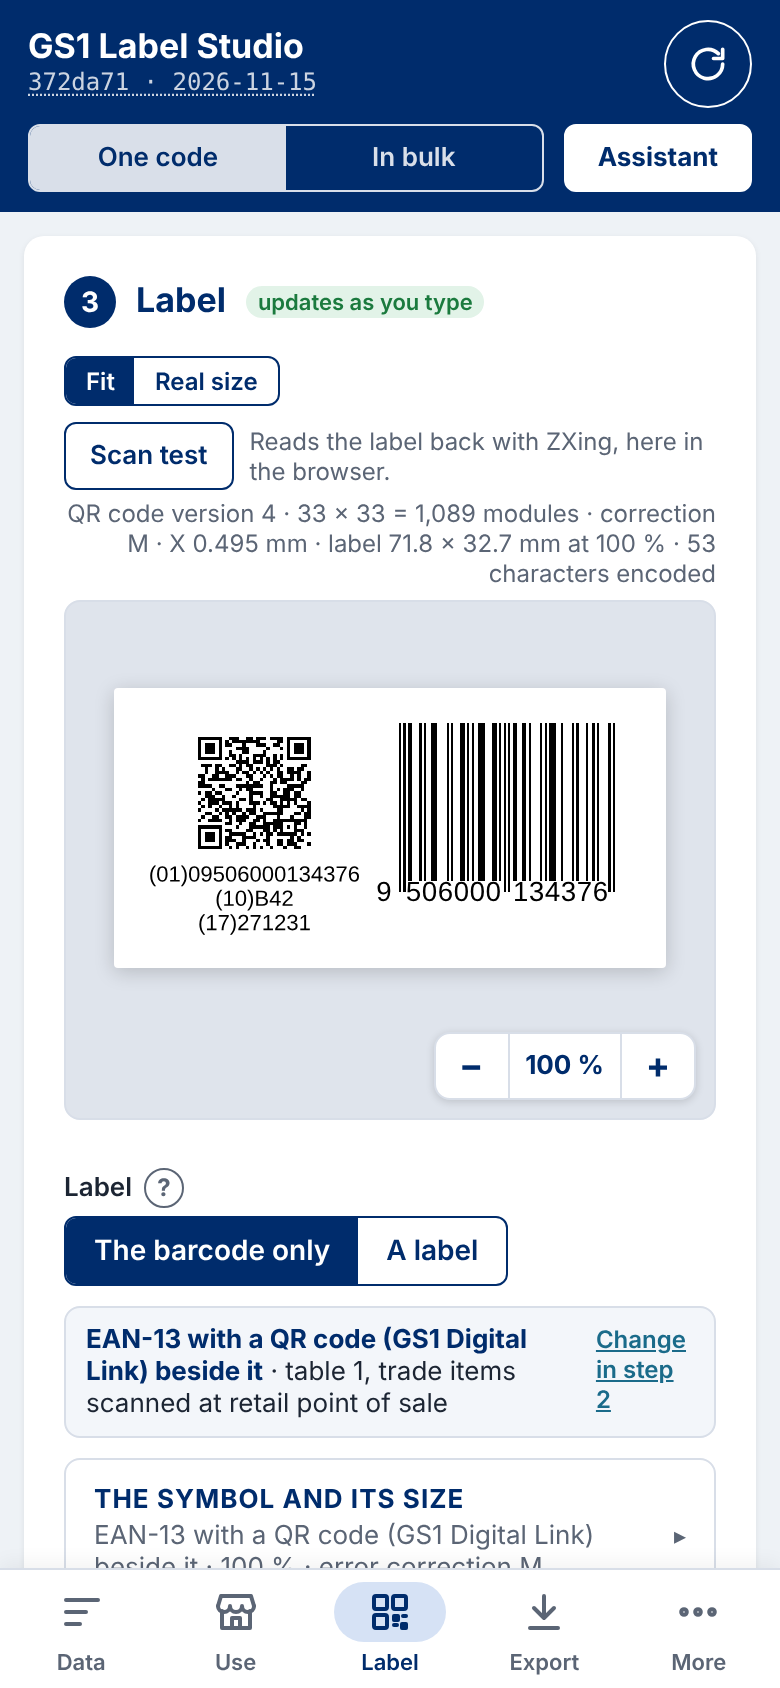 GS1 Label Studio
372da71 · 2026-11-15
One code
In bulk
Assistant
3
Label
updates as you type
Fit
Real size
Scan test
Reads the label back with ZXing, here in
the browser.
QR code version 4 · 33 × 33 = 1,089 modules · correction
M · X 0.495 mm · label 71.8 × 32.7 mm at 100 % · 53
characters encoded
(01)09506000134376
(10)B42
(17)271231
9 506000 134376
−
100 %
+
Label
?
The barcode only
A label
EAN-13 with a QR code (GS1 Digital
Link) beside it · table 1, trade items
scanned at retail point of sale
Change
in step
2
THE SYMBOL AND ITS SIZE
EAN-13 with a QR code (GS1 Digital Link)
beside it · 100 % · error correction M
Data
Use
Label
Export
More